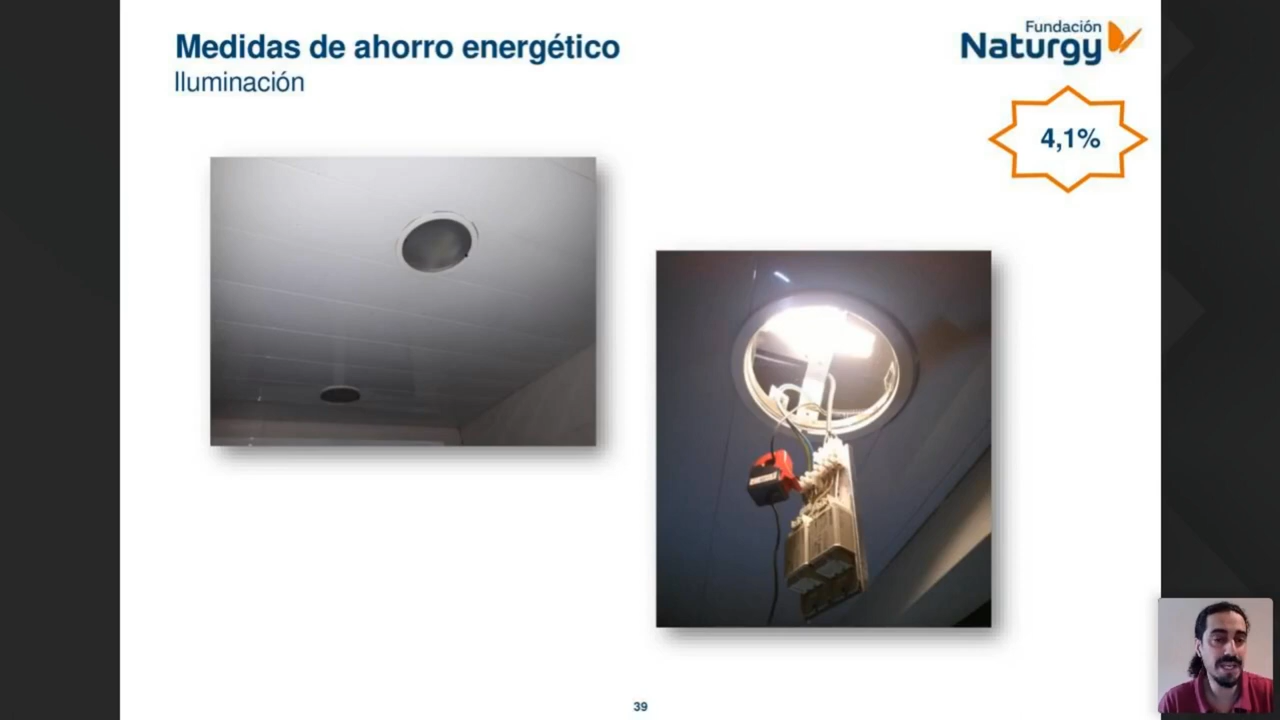 Medidas de ahorro energético
Iluminación
Fundación
Naturgy
4,1%
39